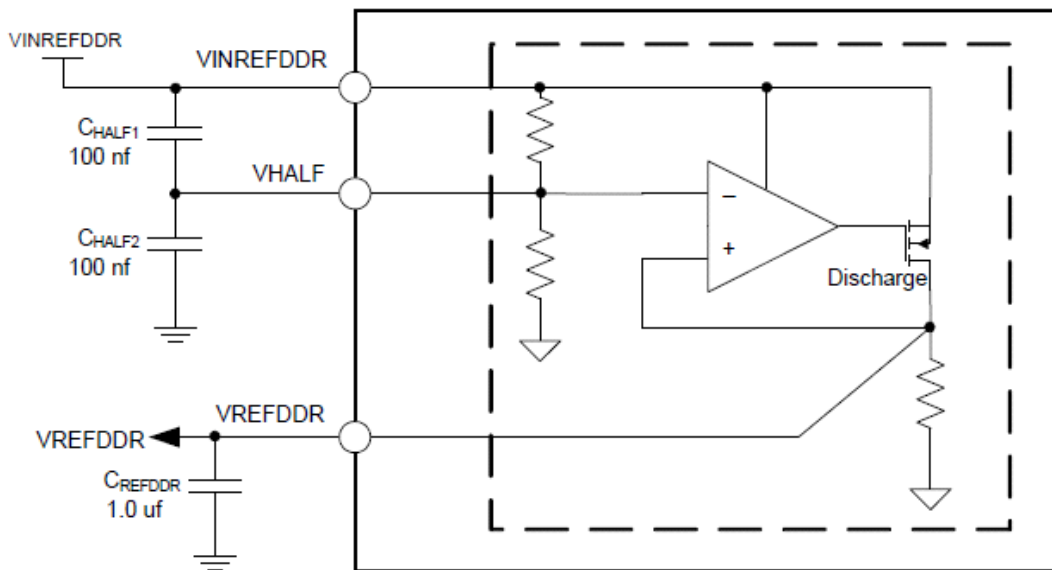 VINREFDDR
VINREFDDR
CHALF1
100 nf
VHALF
CHALF2
100 nf
−
+
Discharge
VREFDDR
VREFDDR
CREFDDR
1.0 uf